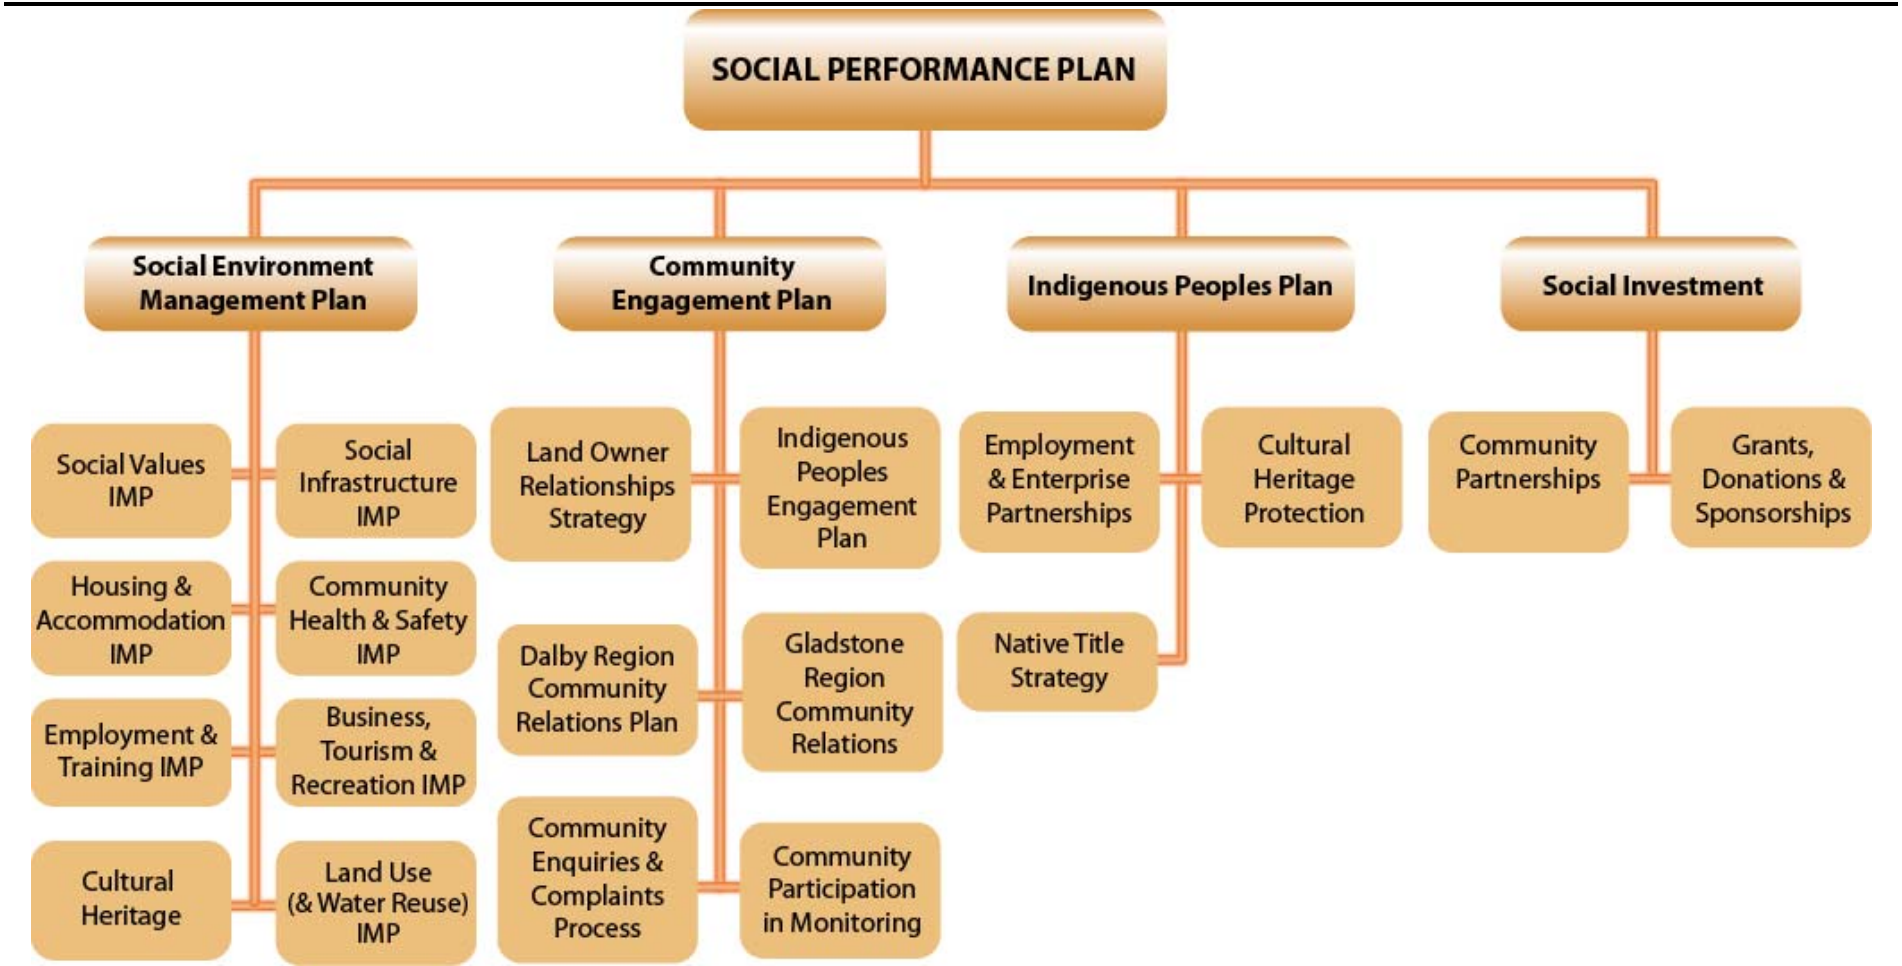 SOCIAL PERFORMANCE PLAN
Social Environment
Management Plan
Community
Engagement Plan
Indigenous Peoples Plan
Social Investment
Social Values
IMP
Social
Infrastructure
IMP
Housing &
Accommodation
IMP
Community
Health & Safety
IMP
Employment &
Training IMP
Business,
Tourism &
Recreation IMP
Cultural
Heritage
Land Use
(& Water Reuse)
IMP
Land Owner
Relationships
Strategy
Indigenous
Peoples
Engagement
Plan
Dalby Region
Community
Relations Plan
Gladstone
Region
Community
Relations
Community
Enquiries &
Complaints
Process
Community
Participation
in Monitoring
Employment
& Enterprise
Partnerships
Cultural
Heritage
Protection
Native Title
Strategy
Community
Partnerships
Grants,
Donations &
Sponsorships